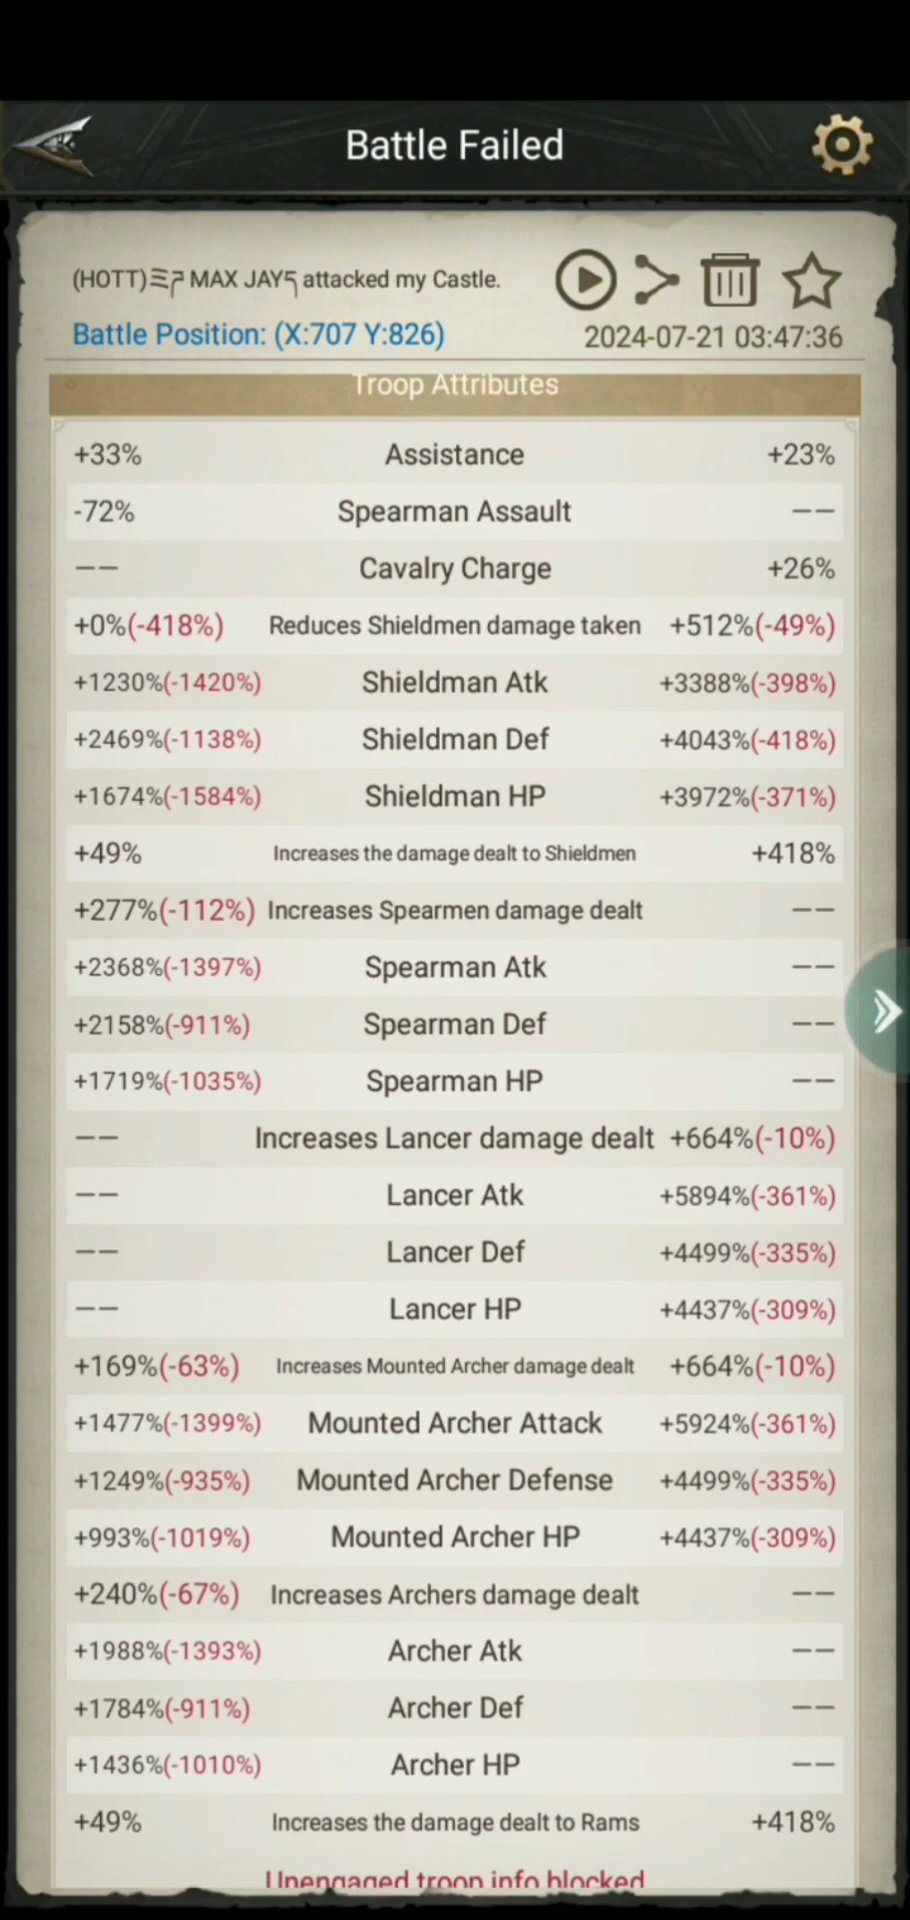 Battle Failed
(HOTT)ミア MAX JAYד attacked my Castle.
Battle Position: (X:707 Y:826) 2024-07-21 03:47:36
Troop Attributes
+33% Assistance +23%
-72% Spearman Assault −−
−− Cavalry Charge +26%
+0%(-418%) Reduces Shieldmen damage taken +512%(-49%)
+1230%(-1420%) Shieldman Atk +3388%(-398%)
+2469%(-1138%) Shieldman Def +4043%(-418%)
+1674%(-1584%) Shieldman HP +3972%(-371%)
+49% Increases the damage dealt to Shieldmen +418%
+277%(-112%) Increases Spearmen damage dealt −−
+2368%(-1397%) Spearman Atk −−
+2158%(-911%) Spearman Def −−
+1719%(-1035%) Spearman HP −−
−− Increases Lancer damage dealt +664%(-10%)
−− Lancer Atk +5894%(-361%)
−− Lancer Def +4499%(-335%)
−− Lancer HP +4437%(-309%)
+169%(-63%) Increases Mounted Archer damage dealt +664%(-10%)
+1477%(-1399%) Mounted Archer Attack +5924%(-361%)
+1249%(-935%) Mounted Archer Defense +4499%(-335%)
+993%(-1019%) Mounted Archer HP +4437%(-309%)
+240%(-67%) Increases Archers damage dealt −−
+1988%(-1393%) Archer Atk −−
+1784%(-911%) Archer Def −−
+1436%(-1010%) Archer HP −−
+49% Increases the damage dealt to Rams +418%
Unengaged troop info blocked